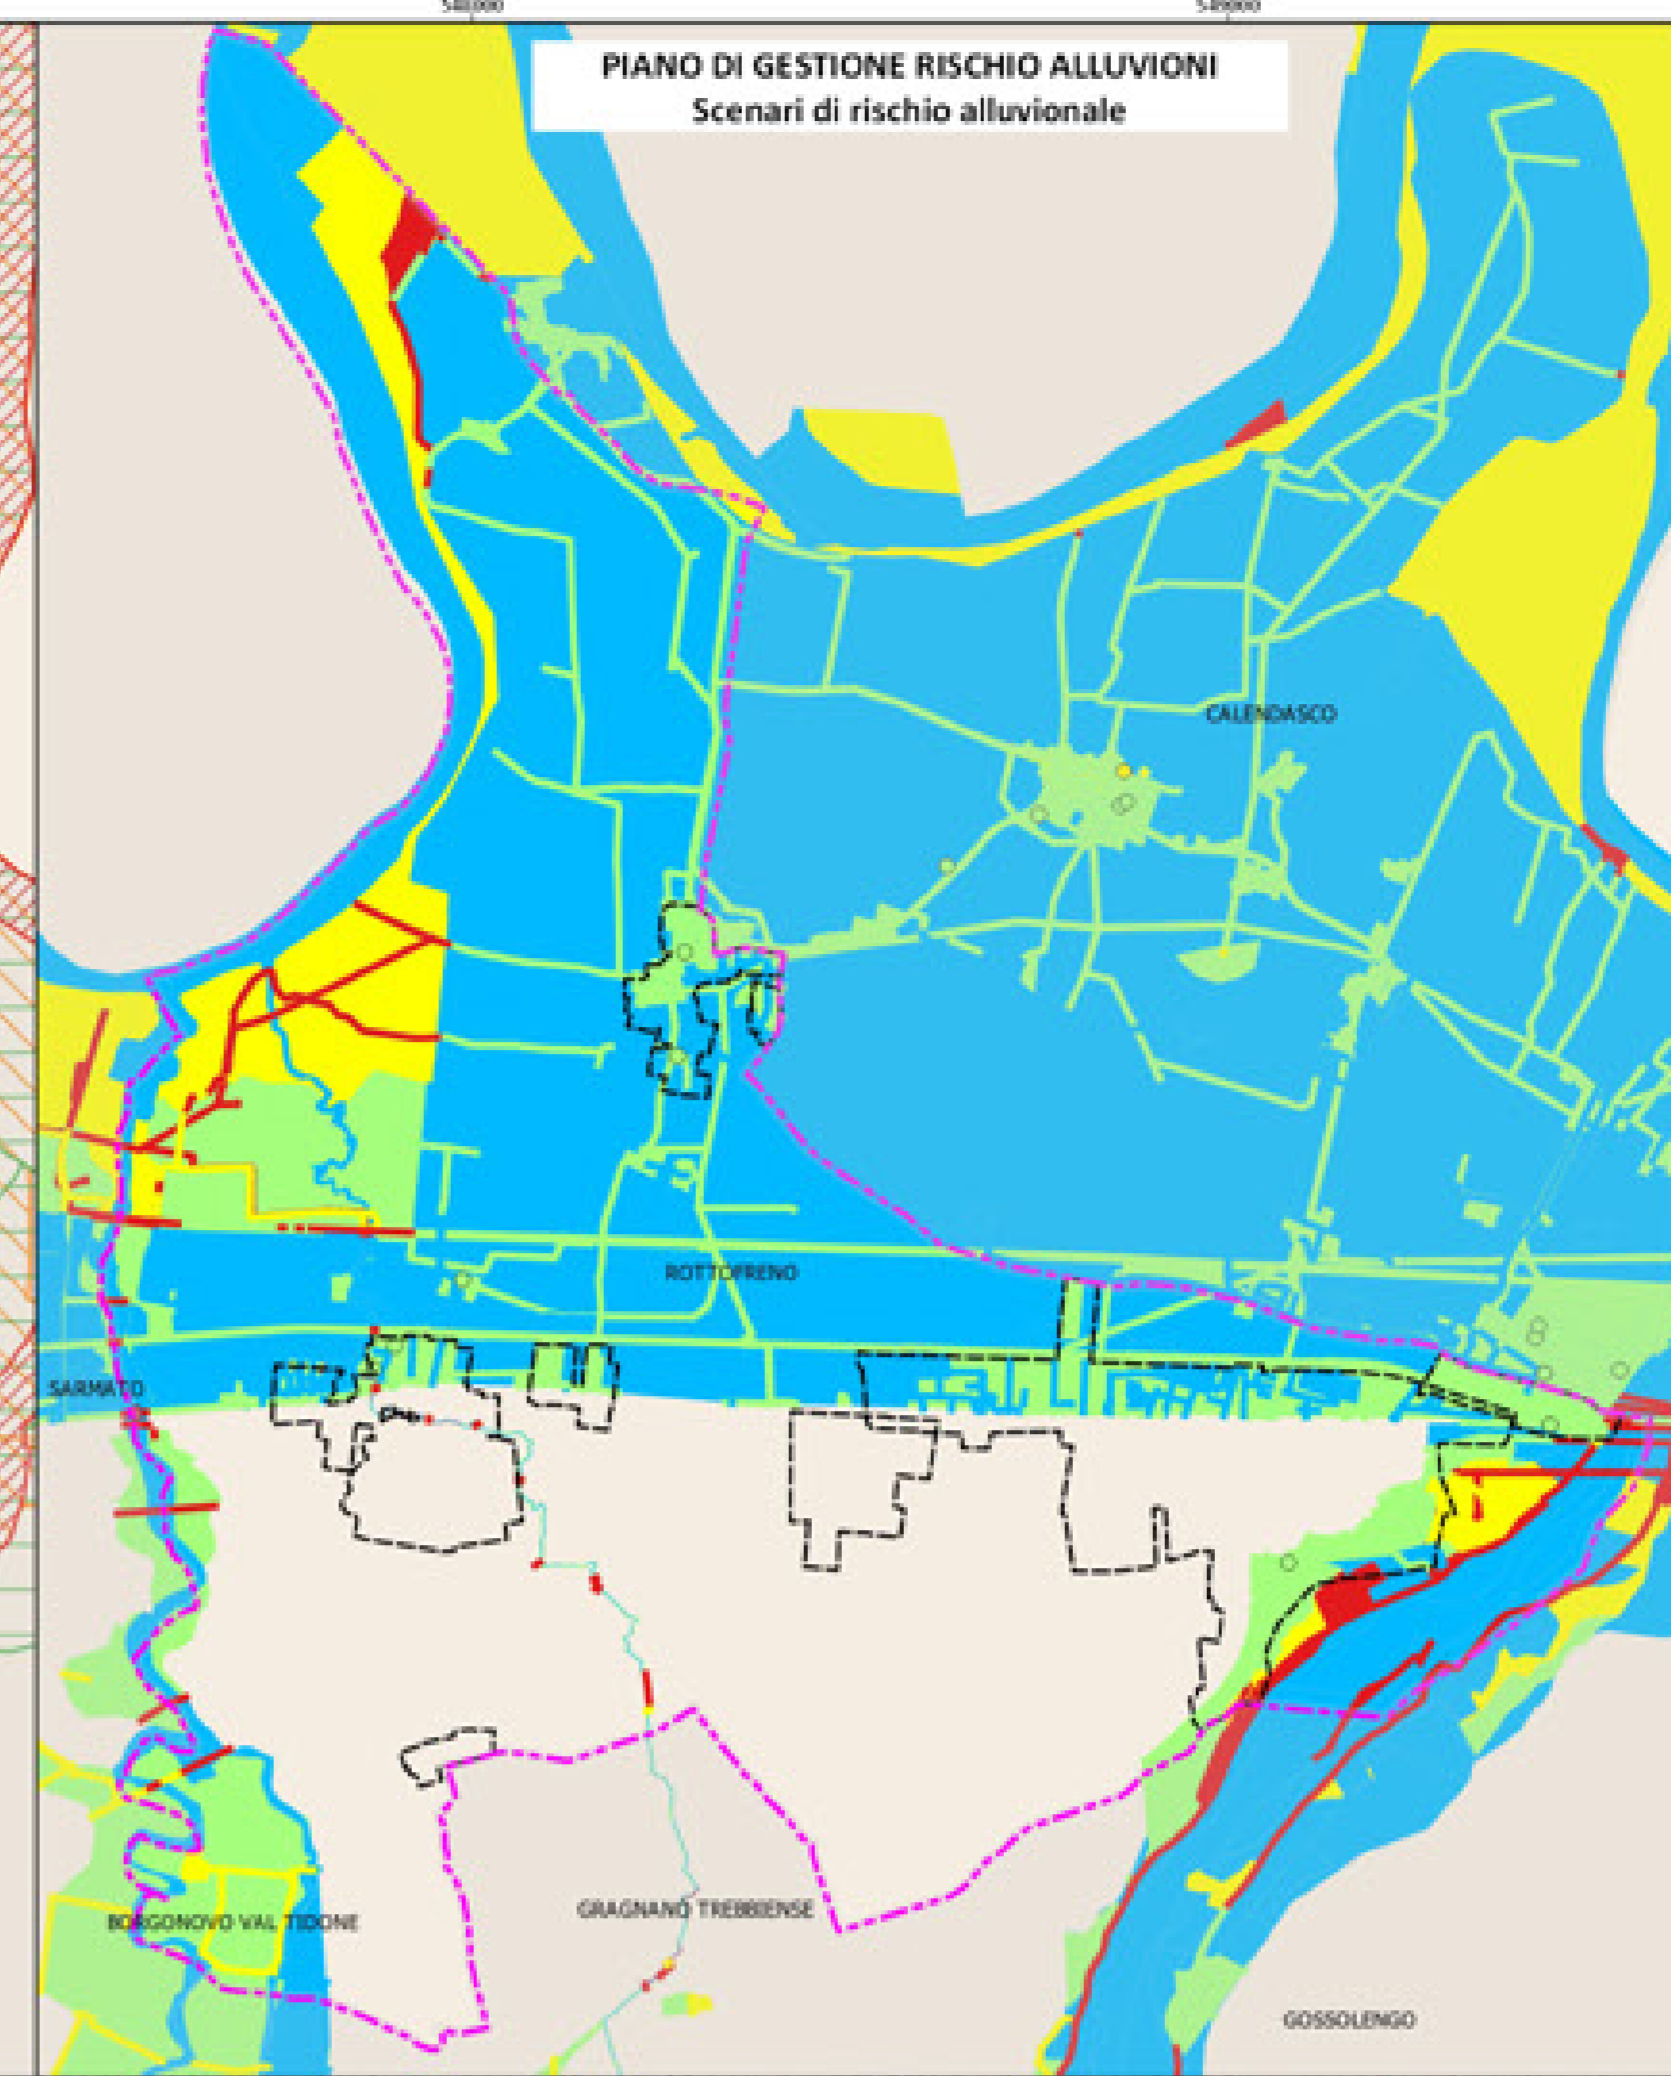 PIANO DI GESTIONE RISCHIO ALLUVIONI
Scenari di rischio alluvionale
CALENDASCO
ROTTOFRENO
SARMATO
BORGONOVO VAL TIDONE
GRAGNANO TREBBIENSE
GOSSOLENGO